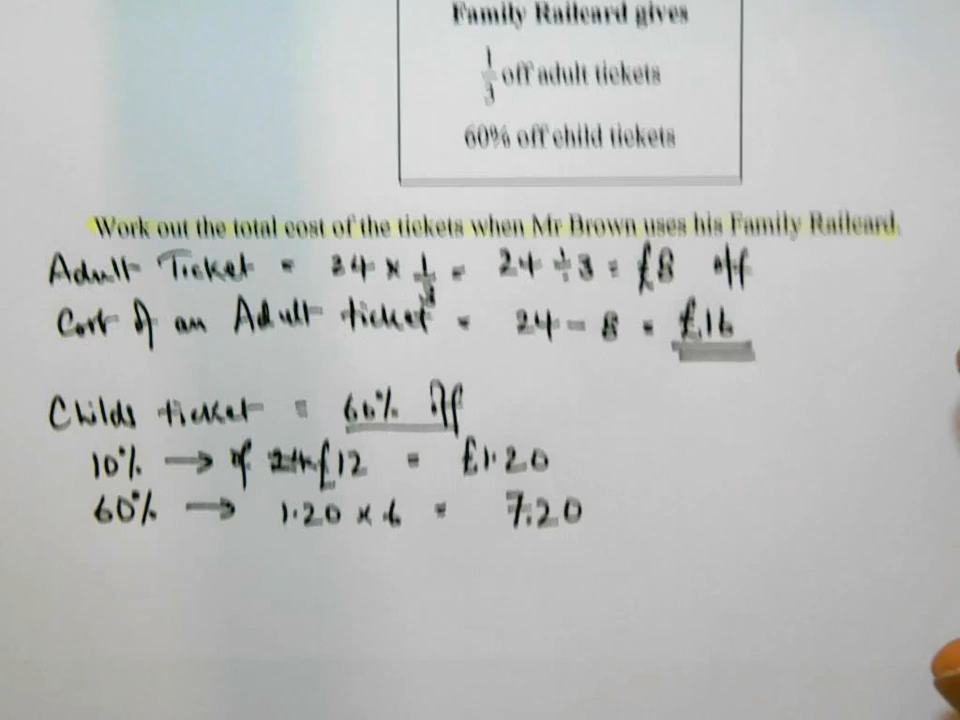 Family Railcard gives
1/3 off adult tickets
60% off child tickets
Work out the total cost of the tickets when Mr Brown uses his Family Railcard.
Adult Ticket = 24 × 1/3 = 24 ÷ 3 = £8 off
Cost of an Adult ticket = 24 - 8 = £16
Childs ticket = 60% off
10% → of £12 = £1.20
60% → 1.20 × 6 = 7.20